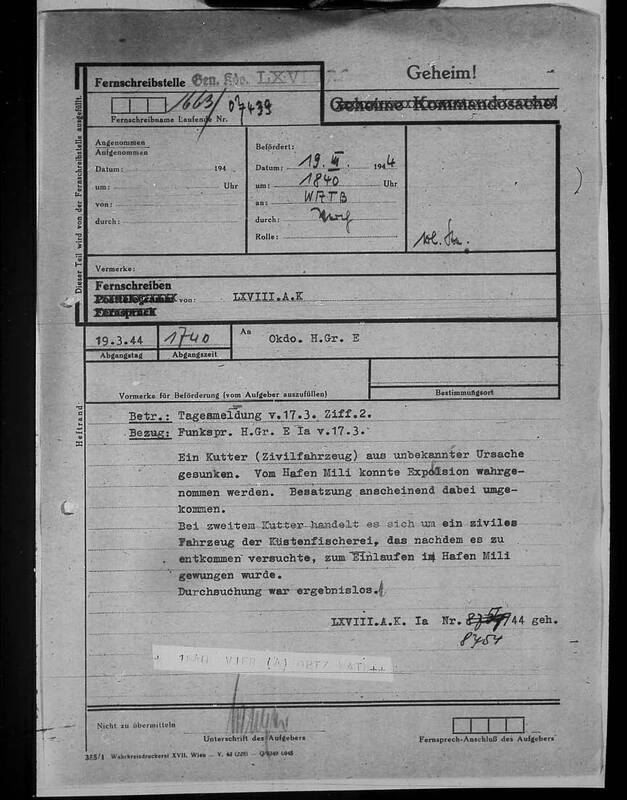 Geheim!
Fernschreibstelle Gen. Kdo. LXVI
Geheime Kommandosache!
1663/ 07439
Fernschreibname Laufende Nr.
Dieser Teil wird von der Fernschreibstelle ausgefüllt.
Angenommen
Aufgenommen
Datum: 194
um: Uhr
von:
durch:
Befördert:
Datum: 19. III 1944
um: 1840 Uhr
an: WRTB
durch:
Rolle:
Vermerke:
Fernschreiben
Posttelegramm von: LXVIII.A.K
Fernspruch
19.3.44 1740 An Okdo. H.Gr. E
Abgangstag Abgangszeit
Vormerke für Beförderung (vom Aufgeber auszufüllen) Bestimmungsort
Heftrand
Betr.: Tagesmeldung v.17.3. Ziff.2.
Bezug: Funkspr. H.Gr. E Ia v.17.3.
Ein Kutter (Zivilfahrzeug) aus unbekannter Ursache
gesunken. Vom Hafen Mili konnte Expolsion wahrge-
nommen werden. Besatzung anscheinend dabei umge-
kommen.
Bei zweitem Kutter handelt es sich um ein ziviles
Fahrzeug der Küstenfischerei, das nachdem es zu
entkommen versuchte, zum Einlaufen in Hafen Mili
gewungen wurde.
Durchsuchung war ergebnislos.
LXVIII.A.K. Ia Nr. /44 geh.
8454
VIER (A)
Nicht zu übermitteln
Unterschrift des Aufgebers
Fernsprech-Anschluß des Aufgebers
385/1 Wehrkreisdruckerei XVII. Wien — V.